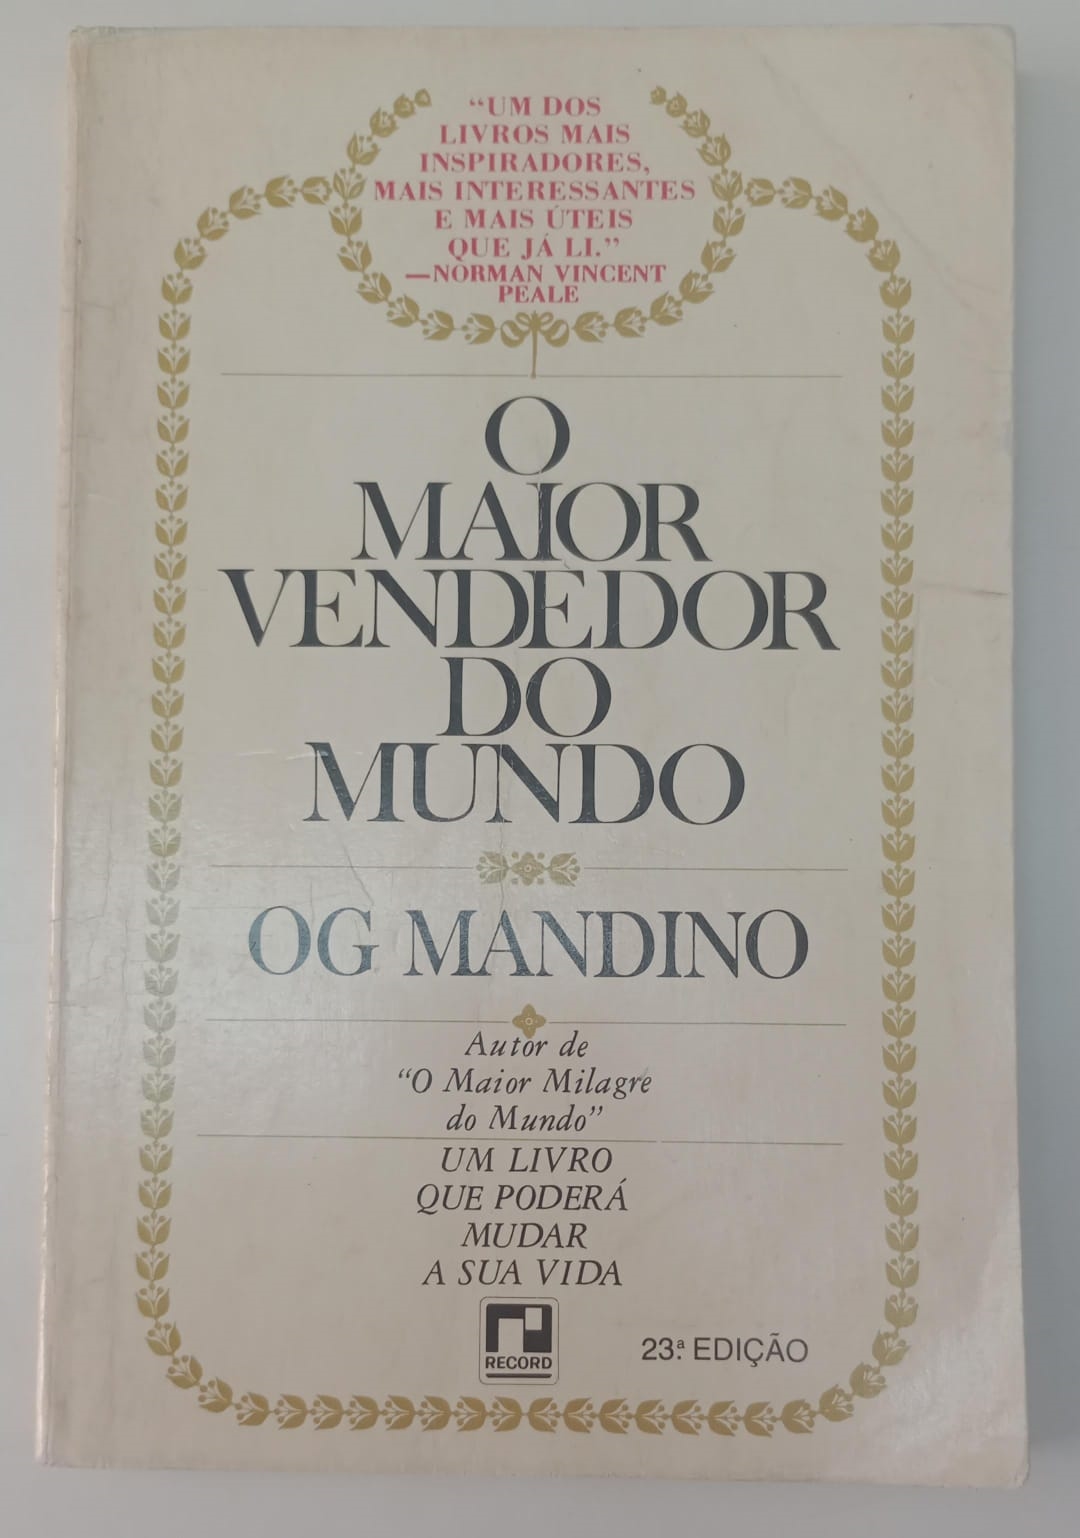 “UM DOS
LIVROS MAIS
INSPIRADORES,
MAIS INTERESSANTES
E MAIS ÚTEIS
QUE JÁ LI.”
—NORMAN VINCENT
PEALE
O
MAIOR
VENDEDOR
DO
MUNDO
OG MANDINO
Autor de
“O Maior Milagre
do Mundo”
UM LIVRO
QUE PODERÁ
MUDAR
A SUA VIDA
RECORD
23ª EDIÇÃO